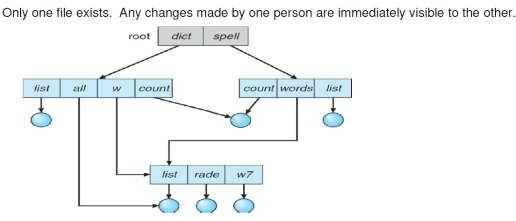 Only one file exists.  Any changes made by one person are immediately visible to the other.
root dict spell
list all w count count words list
list rade w7